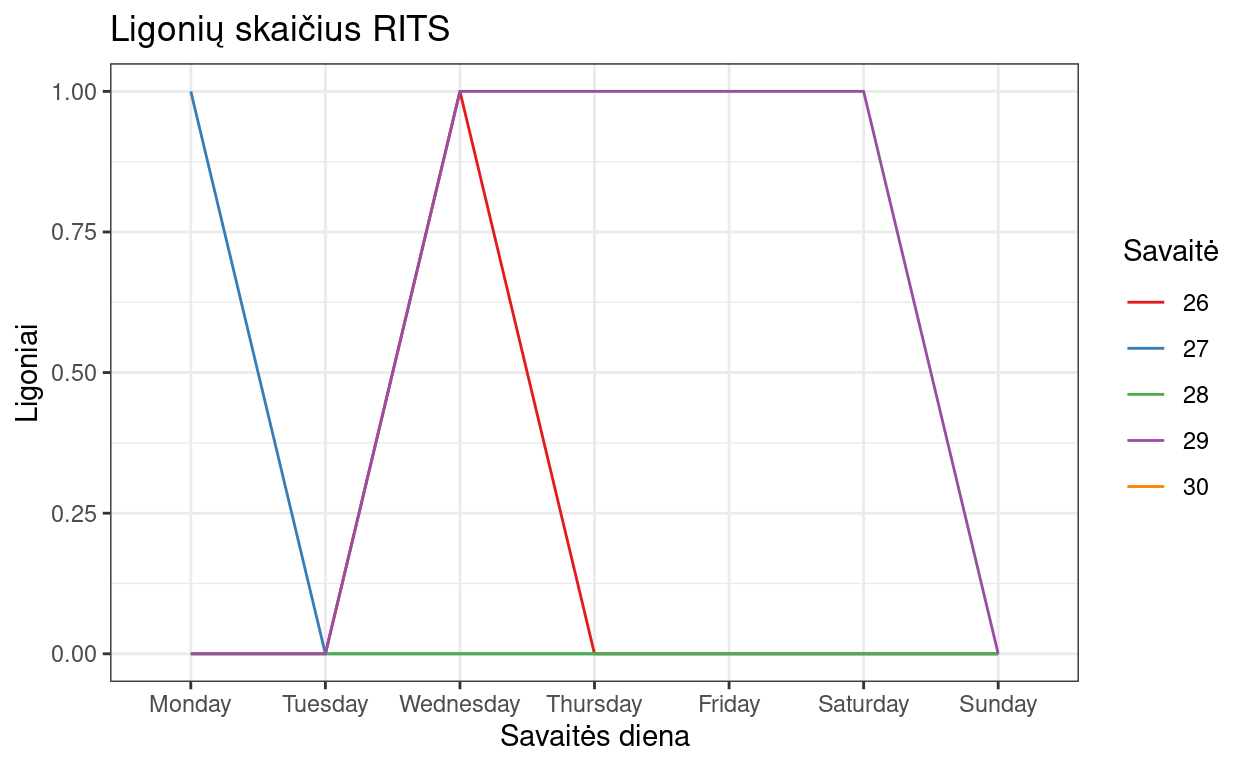 Ligonių skaičius RITS
1.00
0.75
0.50
0.25
0.00
Ligoniai
Monday Tuesday Wednesday Thursday Friday Saturday Sunday
Savaitės diena
Savaitė
26
27
28
29
30